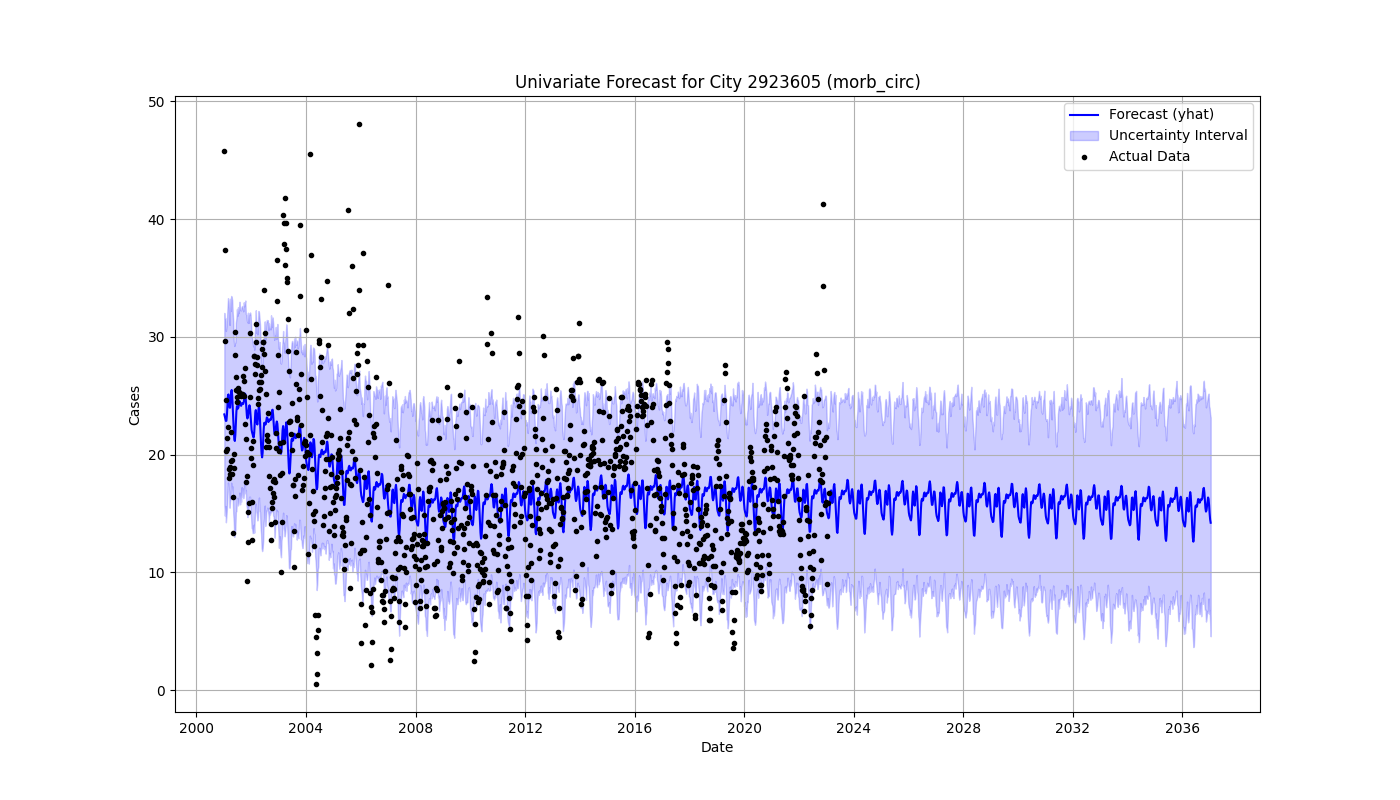 Univariate Forecast for City 2923605 (morb_circ)
Forecast (yhat)
Uncertainty Interval
Actual Data
50
40
30
20
10
0
Cases
2000 2004 2008 2012 2016 2020 2024 2028 2032 2036
Date